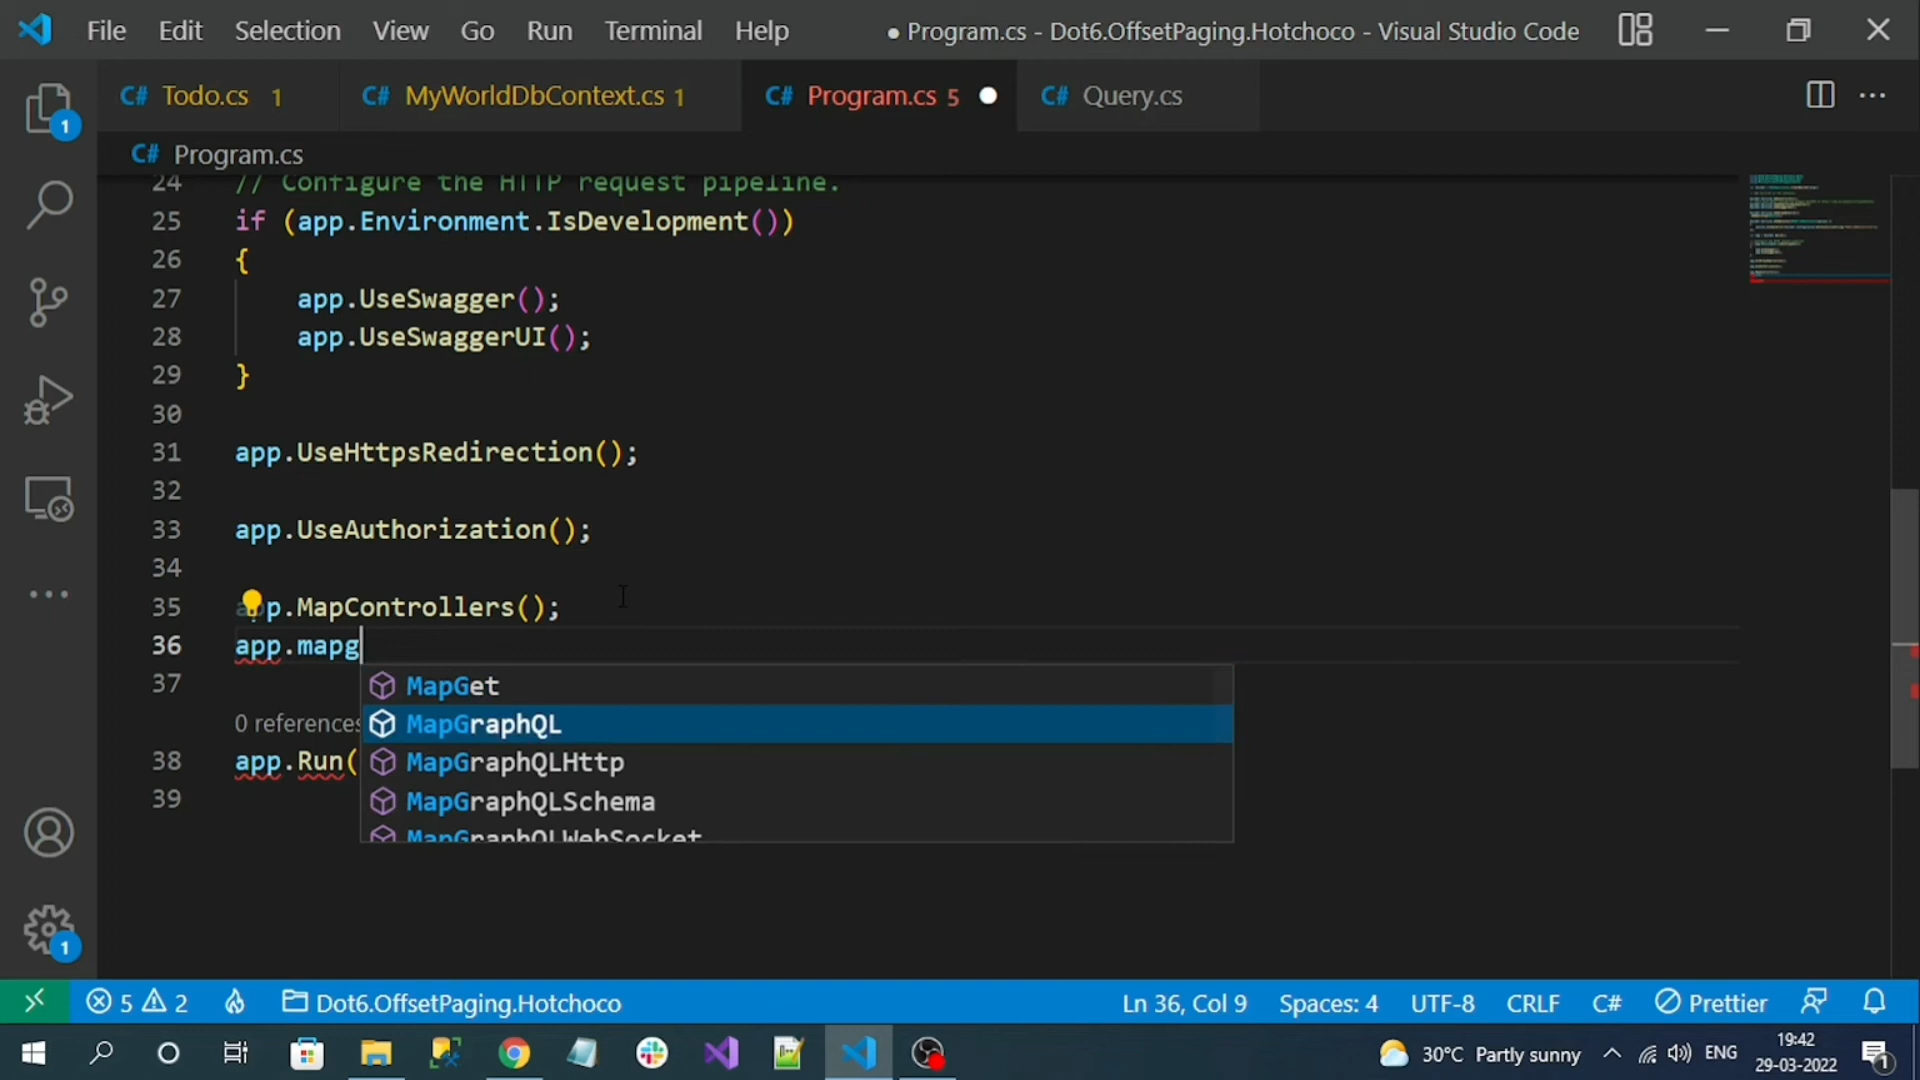 File Edit Selection View Go Run Terminal Help ● Program.cs - Dot6.OffsetPaging.Hotchoco - Visual Studio Code
C# Todo.cs 1 C# MyWorldDbContext.cs 1 C# Program.cs 5 C# Query.cs
1
C# Program.cs
24 // Configure the HTTP request pipeline.
25 if (app.Environment.IsDevelopment())
26 {
27 app.UseSwagger();
28 app.UseSwaggerUI();
29 }
30
31 app.UseHttpsRedirection();
32
33 app.UseAuthorization();
34
35 app.MapControllers();
36 app.mapg
37
MapGet
0 references
MapGraphQL
38 app.Run(
MapGraphQLHttp
39
MapGraphQLSchema
MapGraphQLWebSocket
1
5 2 Dot6.OffsetPaging.Hotchoco Ln 36, Col 9 Spaces: 4 UTF-8 CRLF C# Prettier
30°C Partly sunny ENG 19:42
29-03-2022 1